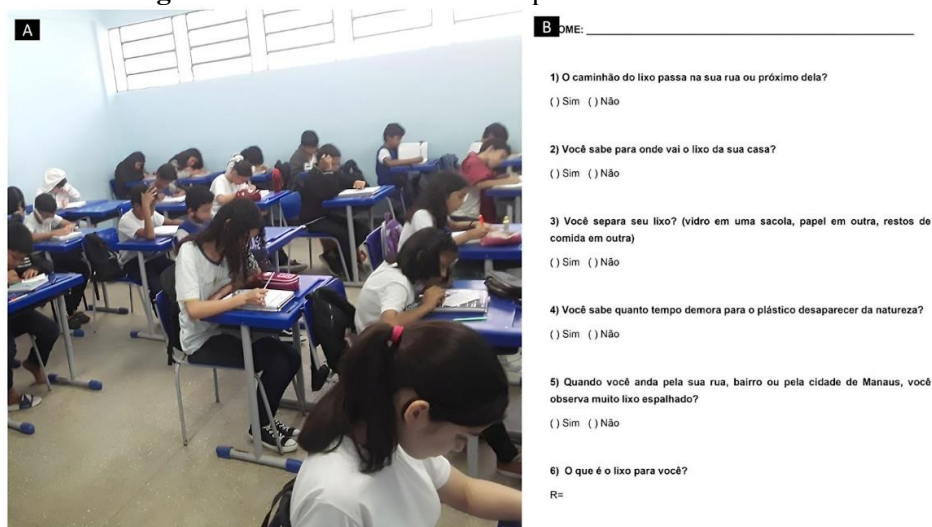 A
B
OME:
1) O caminhão do lixo passa na sua rua ou próximo dela?
( ) Sim ( ) Não
2) Você sabe para onde vai o lixo da sua casa?
( ) Sim ( ) Não
3) Você separa seu lixo? (vidro em uma sacola, papel em outra, restos de
comida em outra)
( ) Sim ( ) Não
4) Você sabe quanto tempo demora para o plástico desaparecer da natureza?
( ) Sim ( ) Não
5) Quando você anda pela sua rua, bairro ou pela cidade de Manaus, você
observa muito lixo espalhado?
( ) Sim ( ) Não
6) O que é o lixo para você?
R=